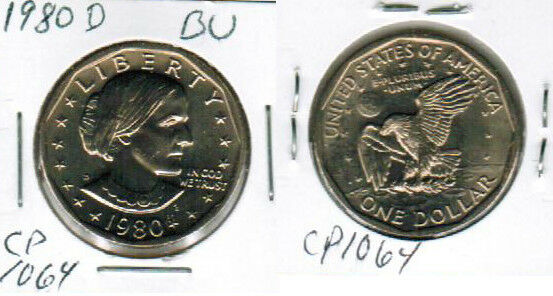 1980 D BU
LIBERTY
D
IN GOD
WE TRUST
1980
CP
1064
UNITED STATES OF AMERICA
E PLURIBUS
UNUM
ONE DOLLAR
CP1064